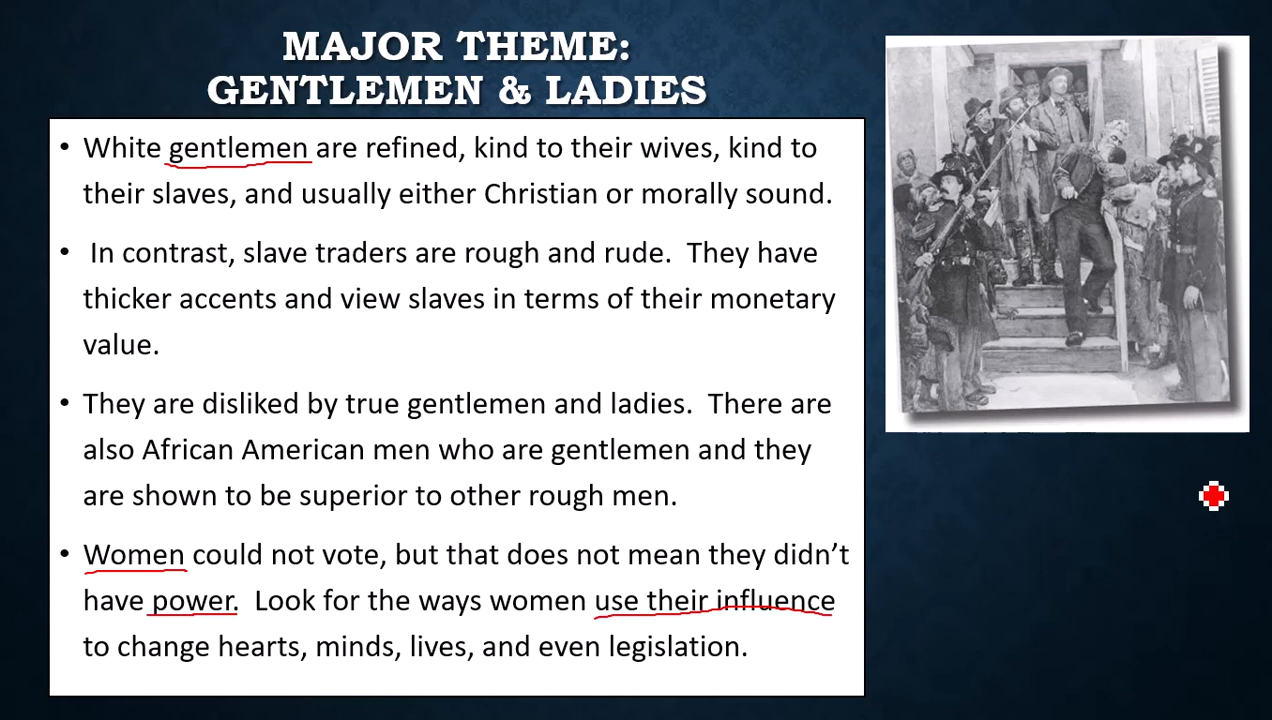 MAJOR THEME:
GENTLEMEN & LADIES
• White gentlemen are refined, kind to their wives, kind to
their slaves, and usually either Christian or morally sound.
• In contrast, slave traders are rough and rude.  They have
thicker accents and view slaves in terms of their monetary
value.
• They are disliked by true gentlemen and ladies.  There are
also African American men who are gentlemen and they
are shown to be superior to other rough men.
• Women could not vote, but that does not mean they didn’t
have power.  Look for the ways women use their influence
to change hearts, minds, lives, and even legislation.